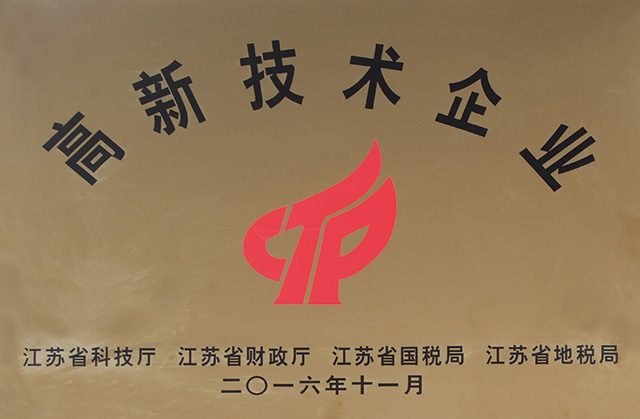 高新技术企业
CTP
江苏省科技厅 江苏省财政厅 江苏省国税局 江苏省地税局
二〇一六年十一月